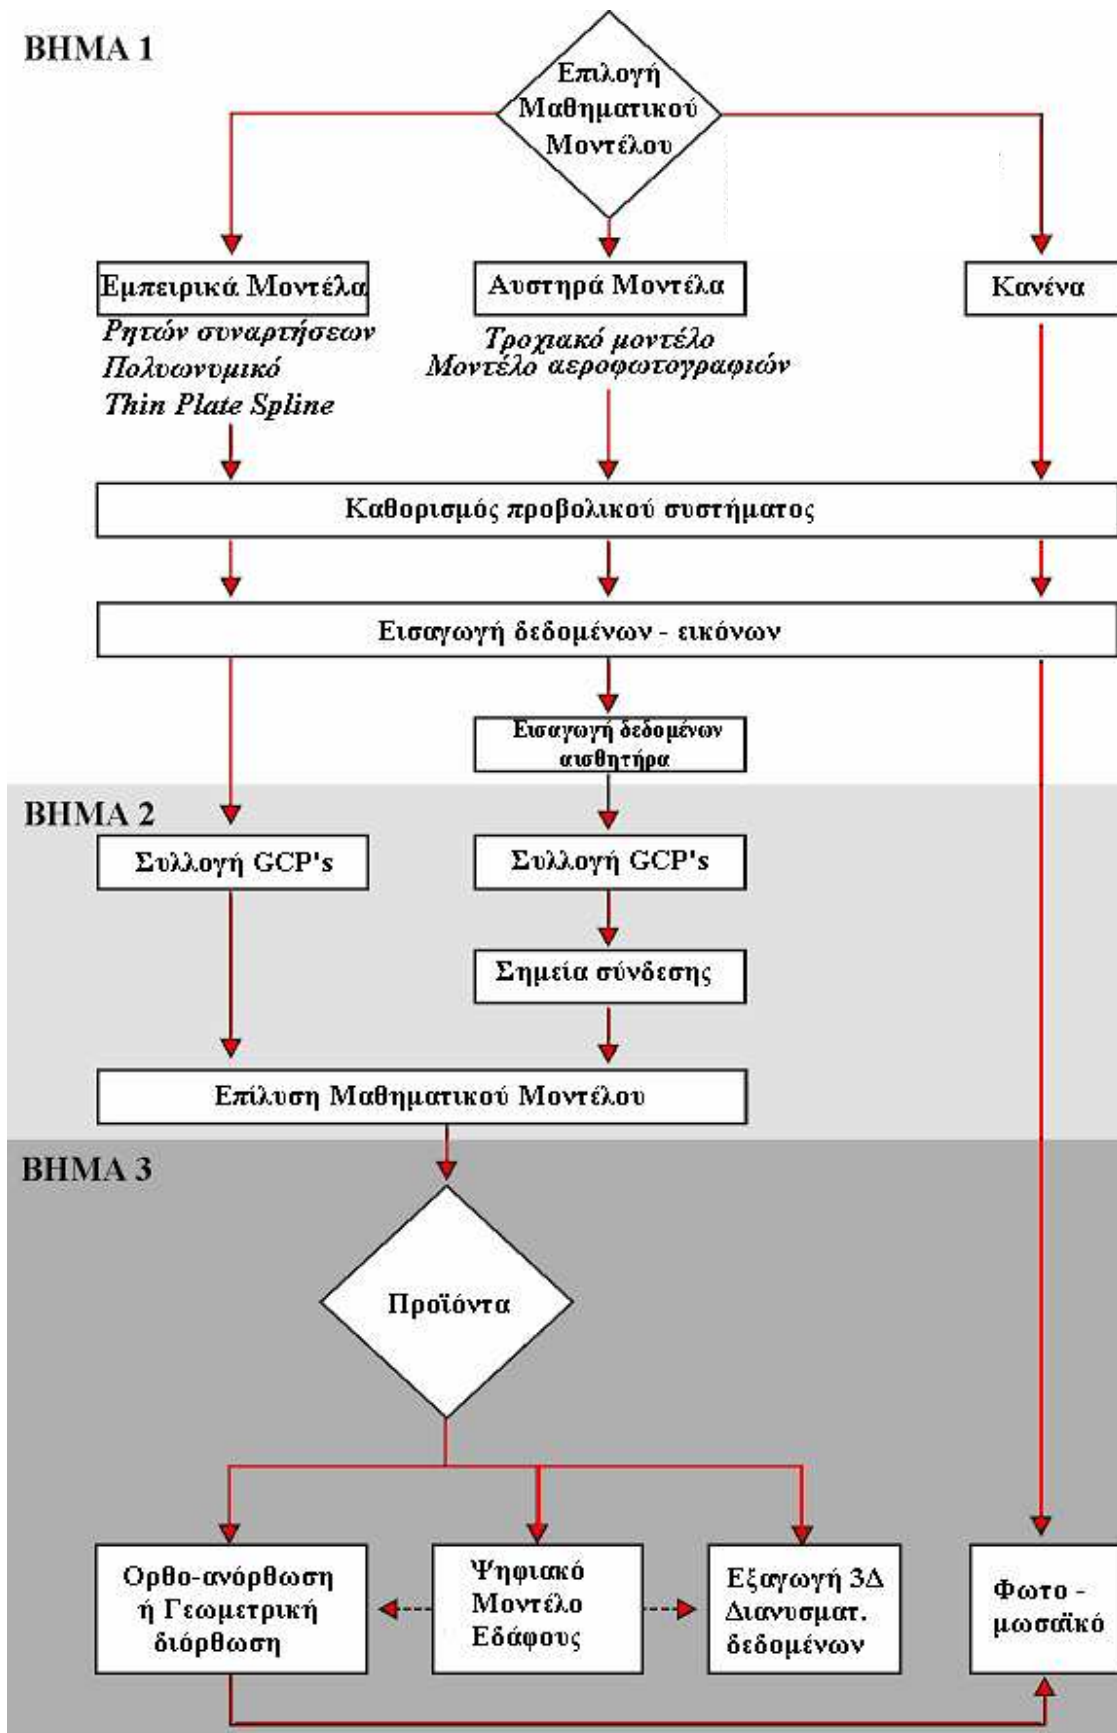 ΒΗΜΑ 1
Επιλογή
Μαθηματικού
Μοντέλου
Εμπειρικά Μοντέλα
Ρητών συναρτήσεων
Πολυωνυμικό
Thin Plate Spline
Αυστηρά Μοντέλα
Τροχιακό μοντέλο
Μοντέλο αεροφωτογραφιών
Κανένα
Καθορισμός προβολικού συστήματος
Εισαγωγή δεδομένων - εικόνων
Εισαγωγή δεδομένων
αισθητήρα
ΒΗΜΑ 2
Συλλογή GCP's
Συλλογή GCP's
Σημεία σύνδεσης
Επίλυση Μαθηματικού Μοντέλου
ΒΗΜΑ 3
Προϊόντα
Ορθο-ανόρθωση
ή Γεωμετρική
διόρθωση
Ψηφιακό
Μοντέλο
Εδάφους
Εξαγωγή 3Δ
Διανυσματ.
δεδομένων
Φωτο -
μωσαϊκό